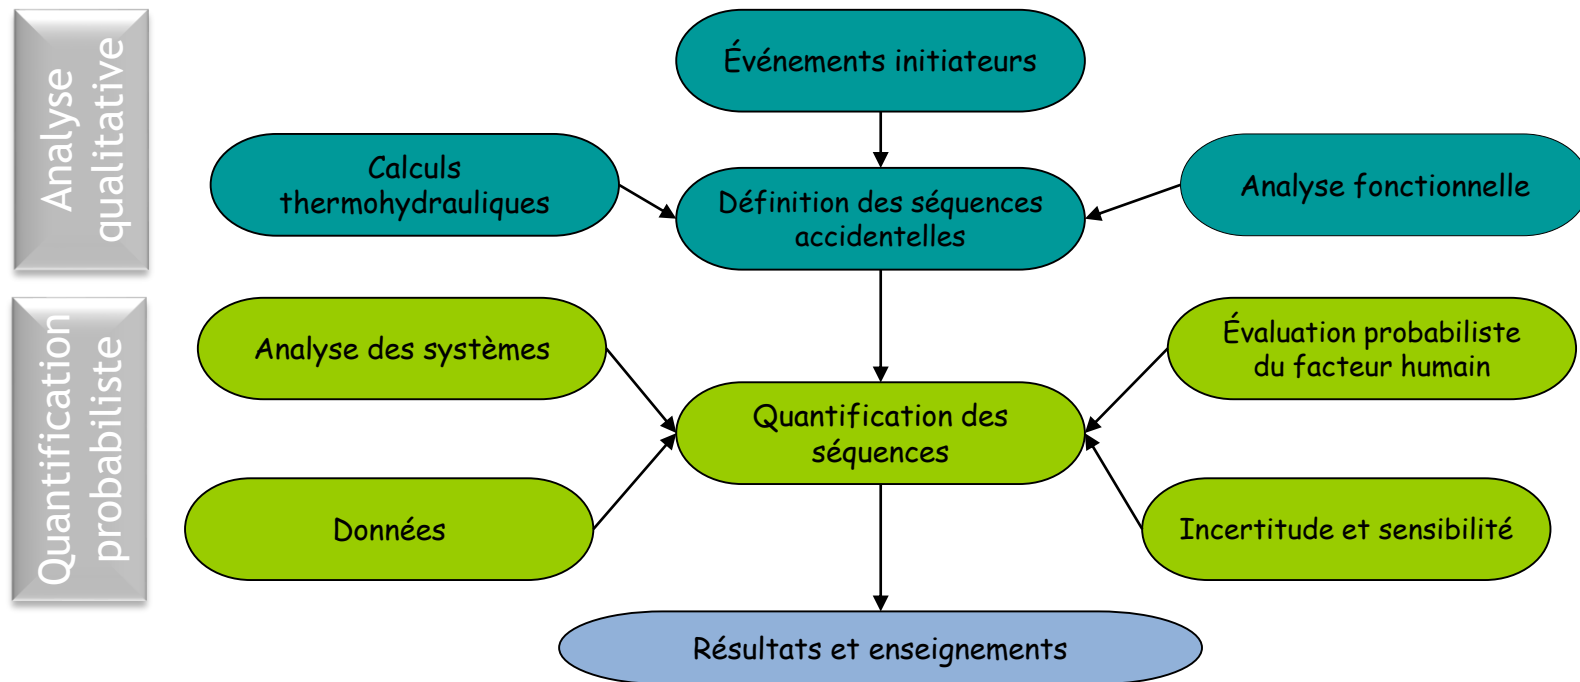 Analyse
qualitative
Événements initiateurs
Calculs
thermohydrauliques
Définition des séquences
accidentelles
Analyse fonctionnelle
Quantification
probabiliste
Analyse des systèmes
Évaluation probabiliste
du facteur humain
Quantification des
séquences
Données
Incertitude et sensibilité
Résultats et enseignements